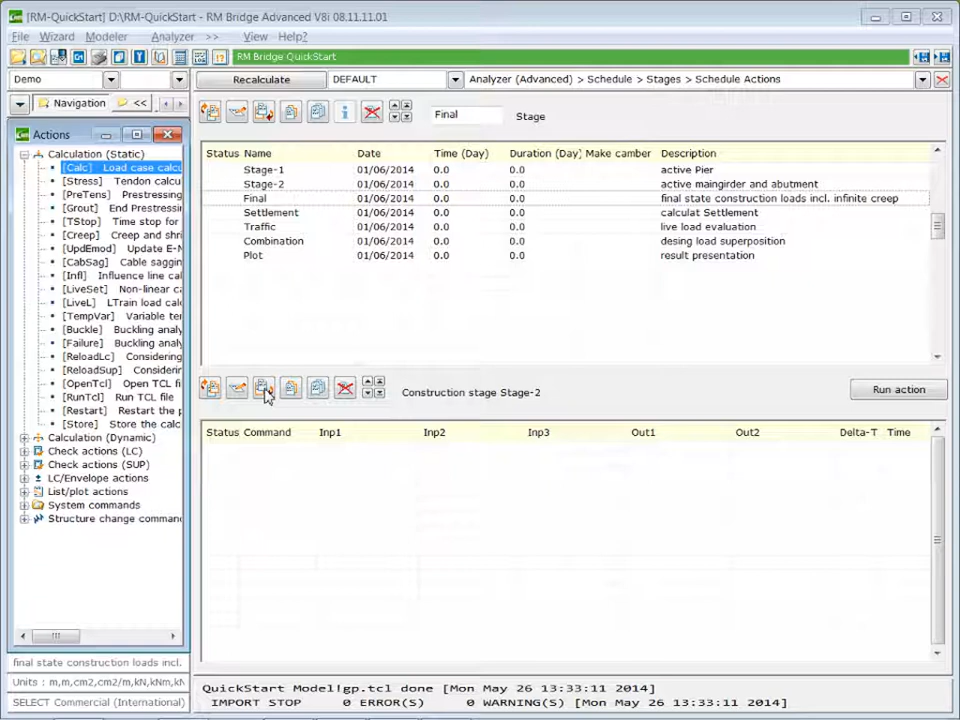 [RM-QuickStart] D:\RM-QuickStart - RM Bridge Advanced V8i 08.11.11.01
File Wizard Modeler Analyzer >> View Help?
RM Bridge QuickStart
Demo Recalculate DEFAULT Analyzer (Advanced) > Schedule > Stages > Schedule Actions
Navigation << Final Stage
Actions
Calculation (Static)
[Calc] Load case calcu
[Stress] Tendon calcu
[PreTens] Prestressing
[Grout] End Prestressin
[TStop] Time stop for
[Creep] Creep and shri
[UpdEmod] Update E-N
[CabSag] Cable sagging
[Infl] Influence line cal
[LiveSet] Non-linear c
[LiveL] LTrain load calc
[TempVar] Variable ter
[Buckle] Buckling analy
[Failure] Buckling analy
[ReloadLc] Considering
[ReloadSup] Considering
[OpenTcl] Open TCL fi
[RunTcl] Run TCL file
[Restart] Restart the p
[Store] Store the calc
Calculation (Dynamic)
Check actions (LC)
Check actions (SUP)
LC/Envelope actions
List/plot actions
System commands
Structure change comman
Status Name Date Time (Day) Duration (Day) Make camber Description
Stage-1 01/06/2014 0.0 0.0 active Pier
Stage-2 01/06/2014 0.0 0.0 active maingirder and abutment
Final 01/06/2014 0.0 0.0 final state construction loads incl. infinite creep
Settlement 01/06/2014 0.0 0.0 calculat Settlement
Traffic 01/06/2014 0.0 0.0 live load evaluation
Combination 01/06/2014 0.0 0.0 desing load superposition
Plot 01/06/2014 0.0 0.0 result presentation
Construction stage Stage-2 Run action
Status Command Inp1 Inp2 Inp3 Out1 Out2 Delta-T Time
final state construction loads incl.
Units : m,m,cm2,cm2/m,kN,kNm,kN
SELECT Commercial (International)
QuickStart Model!gp.tcl done [Mon May 26 13:33:11 2014]
IMPORT STOP 0 ERROR(S) 0 WARNING(S) [Mon May 26 13:33:11 2014]